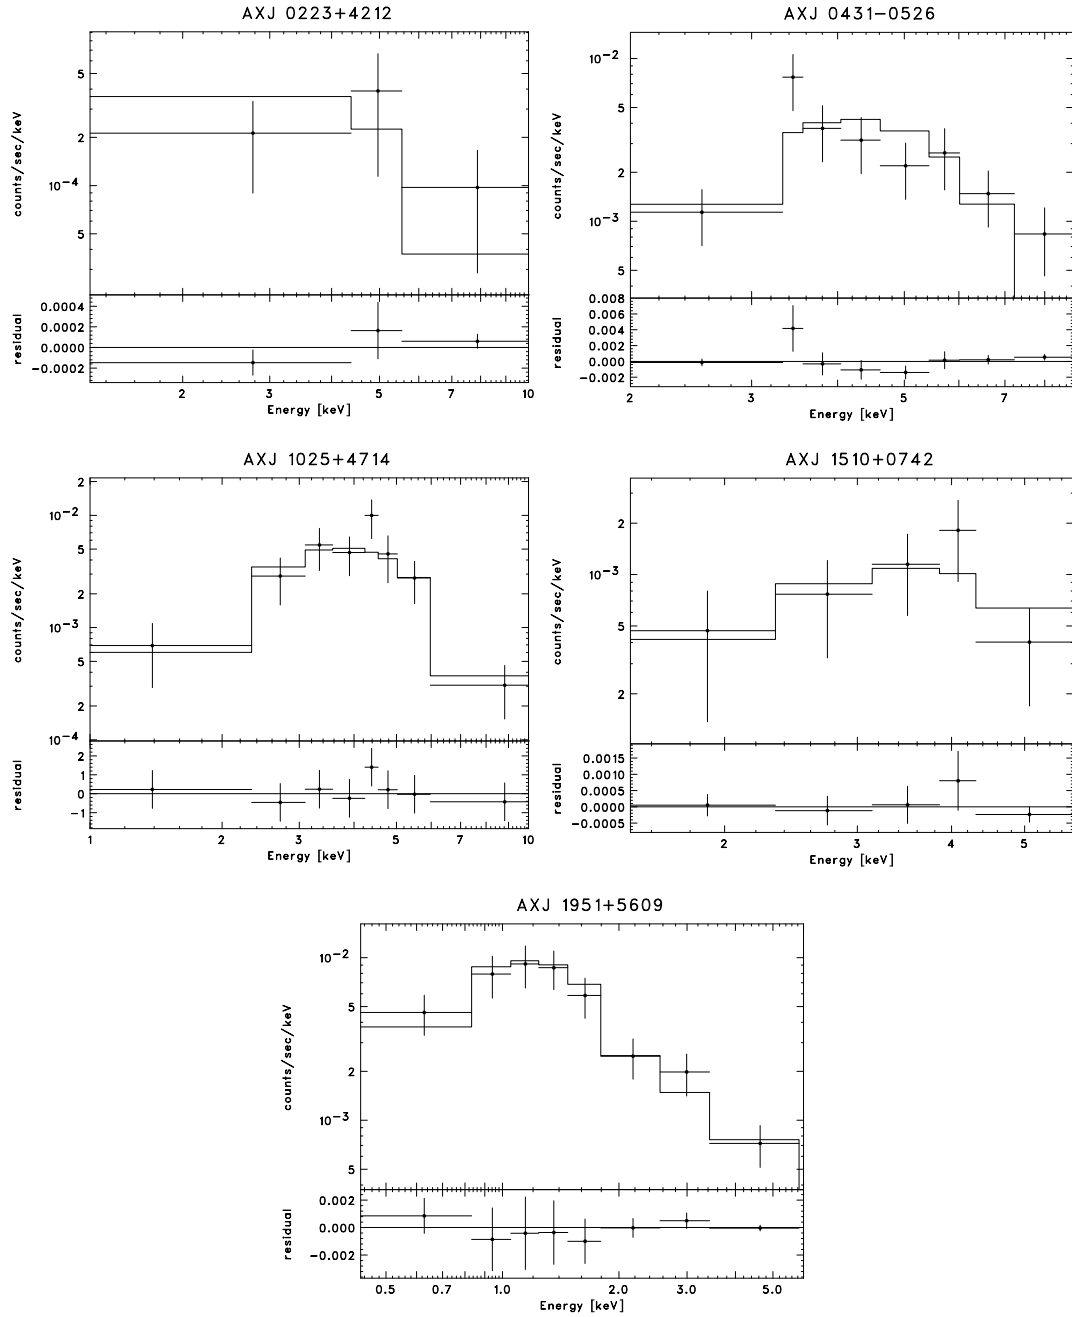 AXJ 0223+4212
counts/sec/keV
5
2
10−4
5
residual
0.0004
0.0002
0.0000
−0.0002
2 3 5 7 10
Energy [keV]
AXJ 0431−0526
counts/sec/keV
10−2
5
2
10−3
5
residual
0.008
0.006
0.004
0.002
0.000
−0.002
2 3 5 7
Energy [keV]
AXJ 1025+4714
counts/sec/keV
2
10−2
5
2
10−3
5
2
10−4
residual
2
1
0
−1
1 2 3 5 7 10
Energy [keV]
AXJ 1510+0742
counts/sec/keV
2
10−3
5
2
residual
0.0015
0.0010
0.0005
0.0000
−0.0005
2 3 4 5
Energy [keV]
AXJ 1951+5609
counts/sec/keV
10−2
5
2
10−3
5
residual
0.002
0.000
−0.002
0.5 0.7 1.0 2.0 3.0 5.0
Energy [keV]